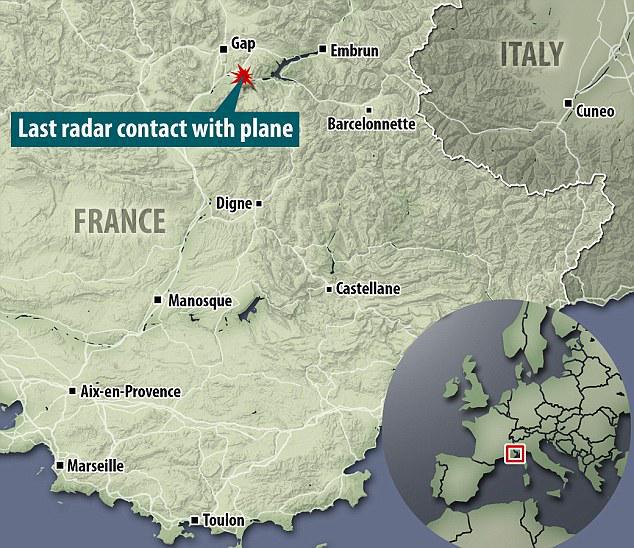 Gap
Embrun
ITALY
Last radar contact with plane
Barcelonnette
Cuneo
FRANCE
Digne
Castellane
Manosque
Aix-en-Provence
Marseille
Toulon